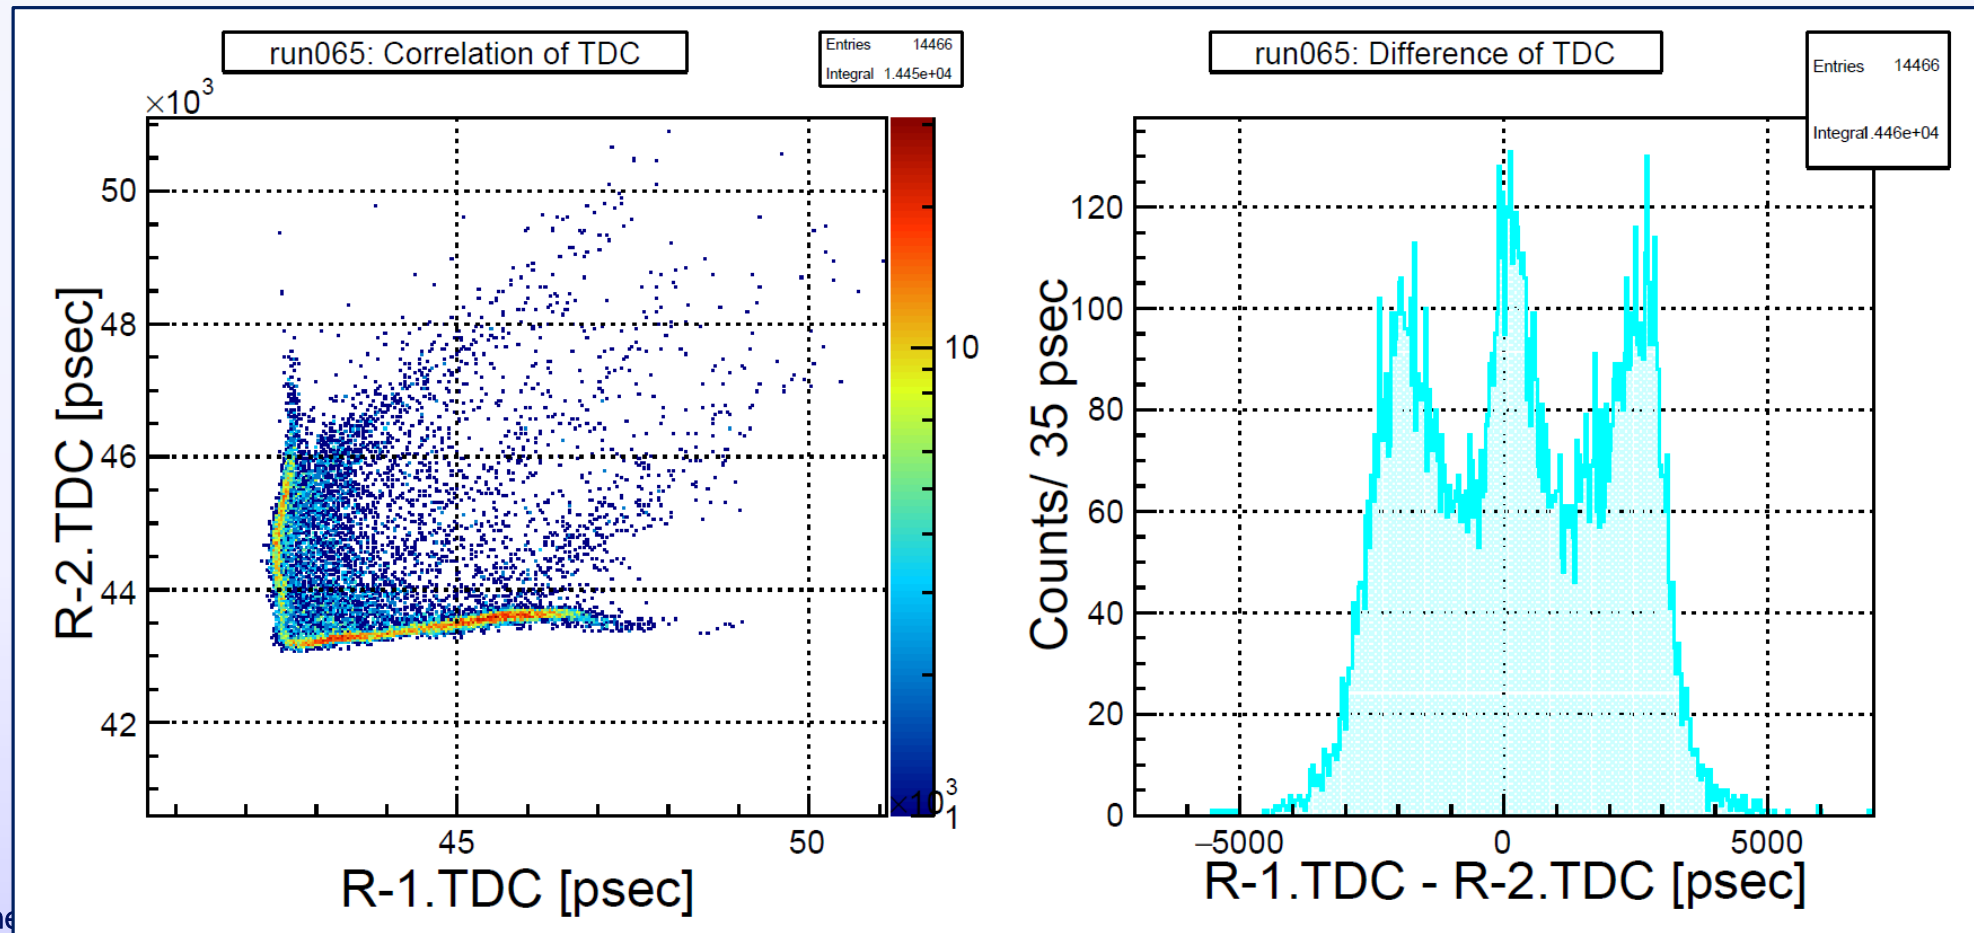 run065: Correlation of TDC
Entries 14466
Integral 1.445e+04
×10³
50
48
46
44
42
R-2.TDC [psec]
45
50
×10³
R-1.TDC [psec]
10
1
run065: Difference of TDC
Entries 14466
Integral1.446e+04
120
100
80
60
40
20
0
Counts/ 35 psec
−5000
0
5000
R-1.TDC - R-2.TDC [psec]